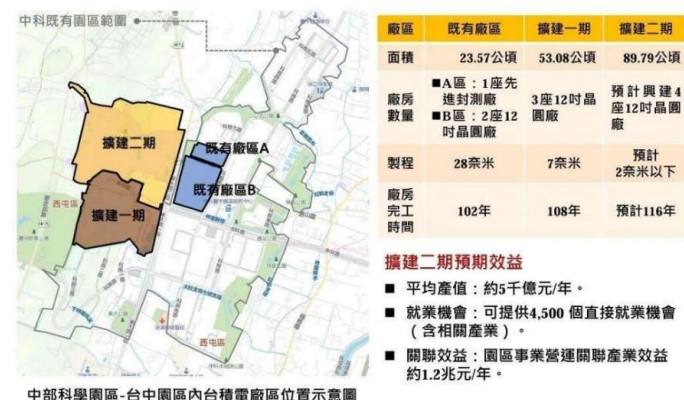 中科既有園區範圍
擴建二期
既有廠區A
既有廠區B
擴建一期
西屯區
西屯區
中部科學園區-台中園區內台積電廠區位置示意圖
廠區 既有廠區 擴建一期 擴建二期
面積 23.57公頃 53.08公頃 89.79公頃
廠房
數量
■A區：1座先
進封測廠
■B區：2座12
吋晶圓廠
3座12吋晶
圓廠
預計興建4
座12吋晶圓
廠
製程 28奈米 7奈米 預計
2奈米以下
廠房
完工
時間
102年 108年 預計116年
擴建二期預期效益
■ 平均產值：約5千億元/年。
■ 就業機會：可提供4,500 個直接就業機會
（含相關產業）。
■ 關聯效益：園區事業營運關聯產業效益
約1.2兆元/年。